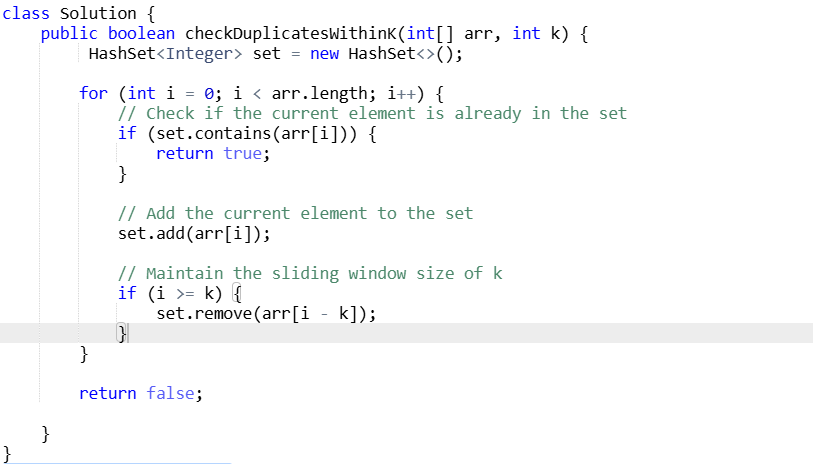 class Solution {
    public boolean checkDuplicatesWithinK(int[] arr, int k) {
         HashSet<Integer> set = new HashSet<>();
        for (int i = 0; i < arr.length; i++) {
            // Check if the current element is already in the set
            if (set.contains(arr[i])) {
                return true;
            }
            // Add the current element to the set
            set.add(arr[i]);
            // Maintain the sliding window size of k
            if (i >= k) {
                set.remove(arr[i - k]);
            }
        }
        return false;
    }
}